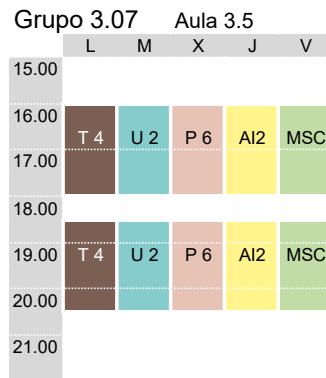 Grupo 3.07 Aula 3.5
L M X J V
15.00
16.00
T 4 U 2 P 6 AI2 MSC
17.00
18.00
19.00 T 4 U 2 P 6 AI2 MSC
20.00
21.00